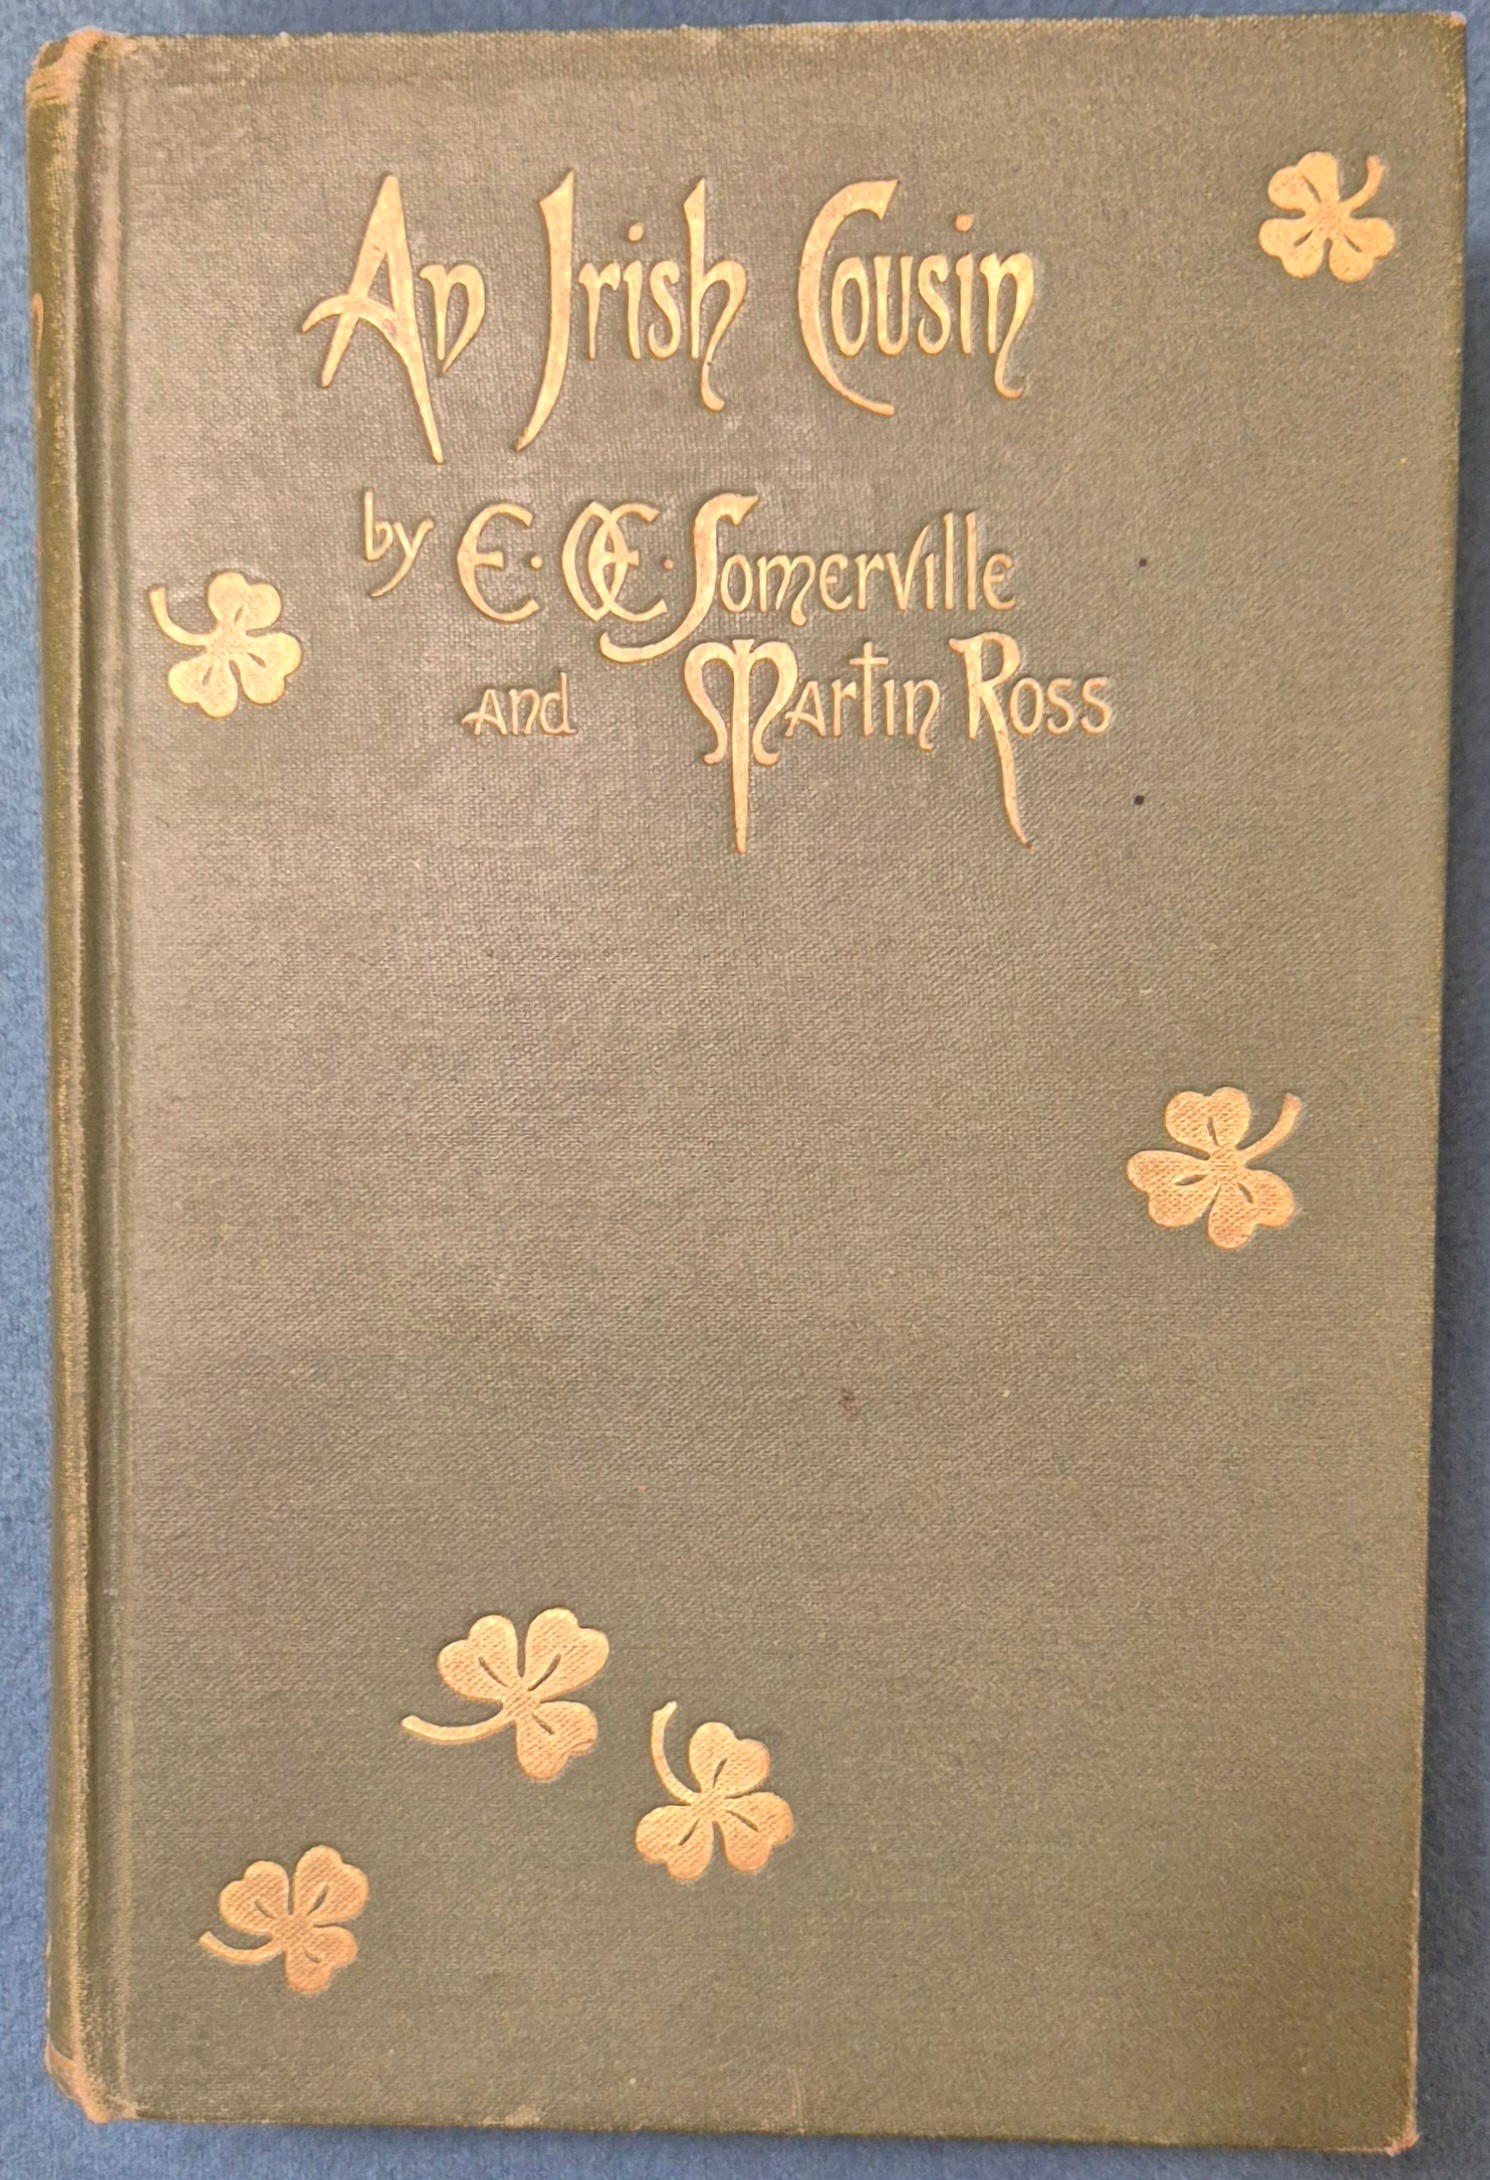 An Irish Cousin
by E. Œ. Somerville
and Martin Ross